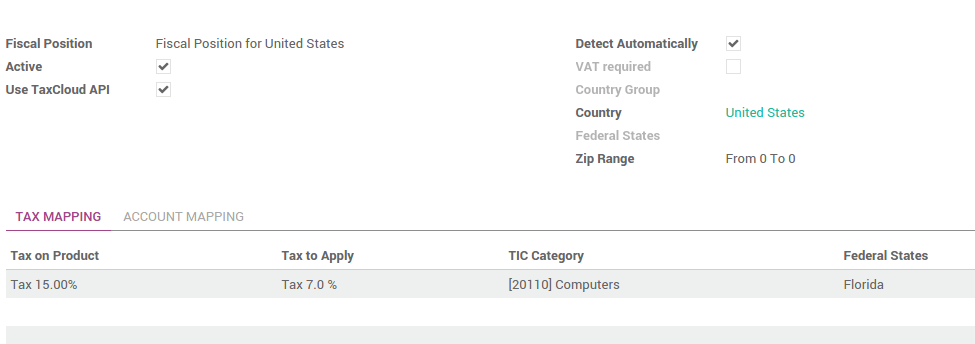 Fiscal Position Fiscal Position for United States
Active
Use TaxCloud API
Detect Automatically
VAT required
Country Group
Country United States
Federal States
Zip Range From 0 To 0
TAX MAPPING ACCOUNT MAPPING
Tax on Product Tax to Apply TIC Category Federal States
Tax 15.00% Tax 7.0 % [20110] Computers Florida